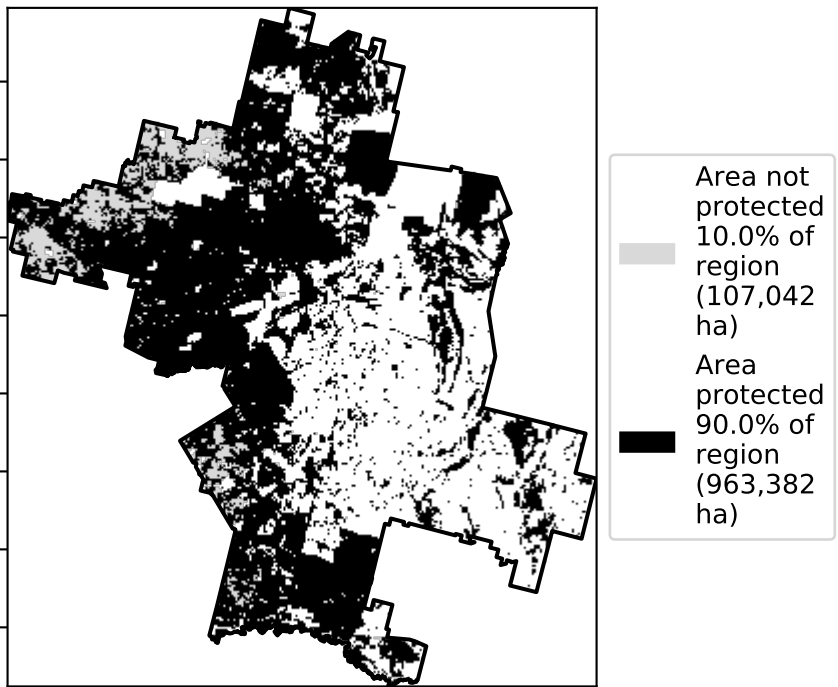 Area not
protected
10.0% of
region
(107,042
ha)
Area
protected
90.0% of
region
(963,382
ha)